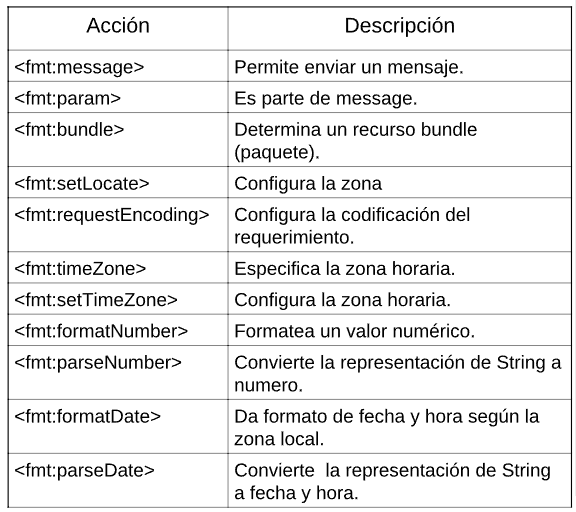 Acción Descripción
<fmt:message> Permite enviar un mensaje.
<fmt:param> Es parte de message.
<fmt:bundle> Determina un recurso bundle
(paquete).
<fmt:setLocate> Configura la zona
<fmt:requestEncoding> Configura la codificación del
requerimiento.
<fmt:timeZone> Especifica la zona horaria.
<fmt:setTimeZone> Configura la zona horaria.
<fmt:formatNumber> Formatea un valor numérico.
<fmt:parseNumber> Convierte la representación de String a
numero.
<fmt:formatDate> Da formato de fecha y hora según la
zona local.
<fmt:parseDate> Convierte la representación de String
a fecha y hora.